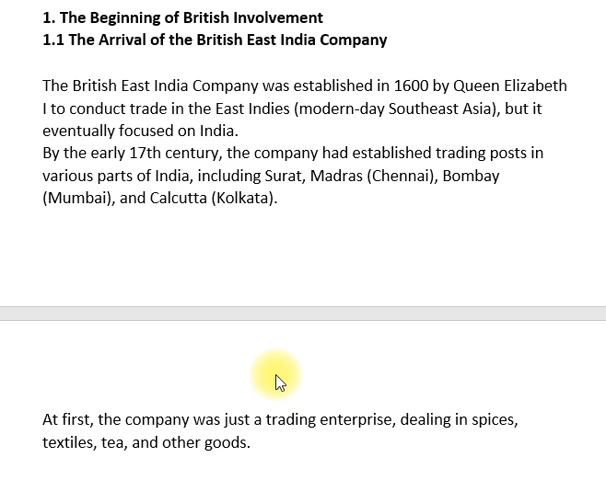 1. The Beginning of British Involvement
1.1 The Arrival of the British East India Company
The British East India Company was established in 1600 by Queen Elizabeth
I to conduct trade in the East Indies (modern-day Southeast Asia), but it
eventually focused on India.
By the early 17th century, the company had established trading posts in
various parts of India, including Surat, Madras (Chennai), Bombay
(Mumbai), and Calcutta (Kolkata).
At first, the company was just a trading enterprise, dealing in spices,
textiles, tea, and other goods.